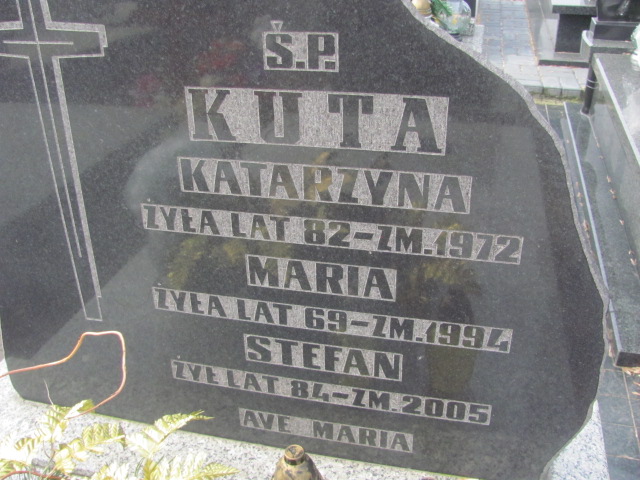 Ś.P.
KUTA
KATARZYNA
ŻYŁA LAT 82-ZM.1972
MARIA
ŻYŁA LAT 69-ZM.1994
STEFAN
ŻYŁ LAT 84-ZM.2005
AVE MARIA